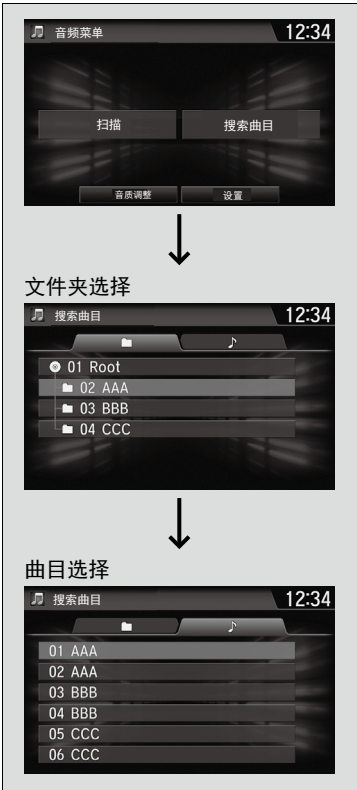 音频菜单 12:34
扫描 搜索曲目
音质调整 设置
文件夹选择
搜索曲目 12:34
01 Root
02 AAA
03 BBB
04 CCC
曲目选择
搜索曲目 12:34
01 AAA
02 AAA
03 BBB
04 BBB
05 CCC
06 CCC